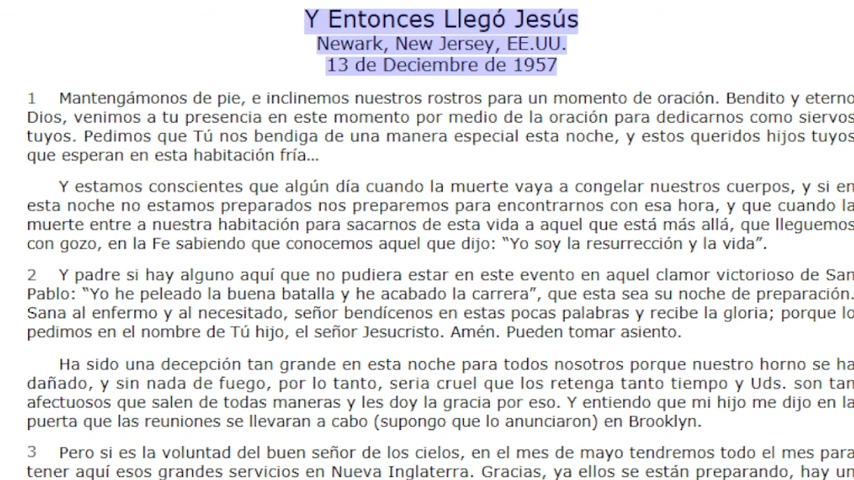 Y Entonces Llegó Jesús
Newark, New Jersey, EE.UU.
13 de Deciembre de 1957
1 Mantengámonos de pie, e inclinemos nuestros rostros para un momento de oración. Bendito y eterno
Dios, venimos a tu presencia en este momento por medio de la oración para dedicarnos como siervos
tuyos. Pedimos que Tú nos bendiga de una manera especial esta noche, y estos queridos hijos tuyos
que esperan en esta habitación fría...
Y estamos conscientes que algún día cuando la muerte vaya a congelar nuestros cuerpos, y si en
esta noche no estamos preparados nos preparemos para encontrarnos con esa hora, y que cuando la
muerte entre a nuestra habitación para sacarnos de esta vida a aquel que está más allá, que lleguemos
con gozo, en la Fe sabiendo que conocemos aquel que dijo: “Yo soy la resurrección y la vida”.
2 Y padre si hay alguno aquí que no pudiera estar en este evento en aquel clamor victorioso de San
Pablo: “Yo he peleado la buena batalla y he acabado la carrera”, que esta sea su noche de preparación.
Sana al enfermo y al necesitado, señor bendícenos en estas pocas palabras y recibe la gloria; porque lo
pedimos en el nombre de Tú hijo, el señor Jesucristo. Amén. Pueden tomar asiento.
Ha sido una decepción tan grande en esta noche para todos nosotros porque nuestro horno se ha
dañado, y sin nada de fuego, por lo tanto, seria cruel que los retenga tanto tiempo y Uds. son tan
afectuosos que salen de todas maneras y les doy la gracia por eso. Y entiendo que mi hijo me dijo en la
puerta que las reuniones se llevaran a cabo (supongo que lo anunciaron) en Brooklyn.
3 Pero si es la voluntad del buen señor de los cielos, en el mes de mayo tendremos todo el mes para
tener aquí esos grandes servicios en Nueva Inglaterra. Gracias, ya ellos se están preparando, hay un